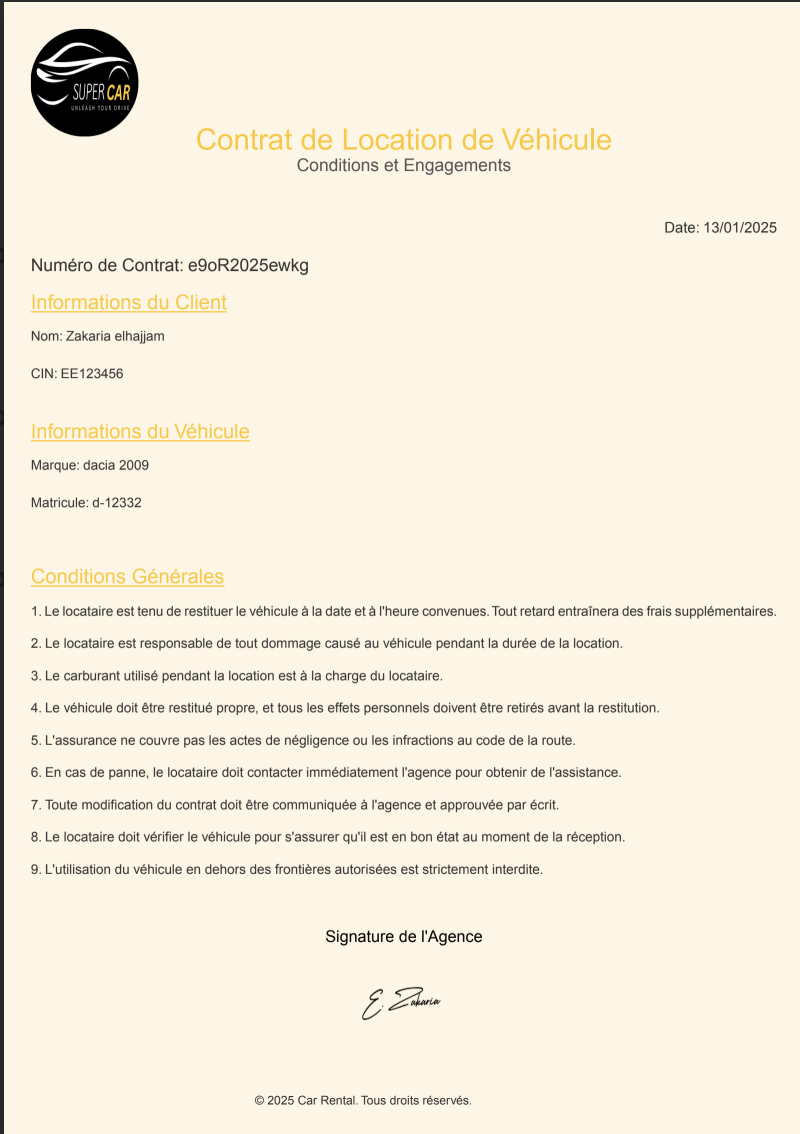 SUPER CAR
UNLEASH YOUR DRIVE
Contrat de Location de Véhicule
Conditions et Engagements
Date: 13/01/2025
Numéro de Contrat: e9oR2025ewkg
Informations du Client
Nom: Zakaria elhajjam
CIN: EE123456
Informations du Véhicule
Marque: dacia 2009
Matricule: d-12332
Conditions Générales
1. Le locataire est tenu de restituer le véhicule à la date et à l'heure convenues. Tout retard entraînera des frais supplémentaires.
2. Le locataire est responsable de tout dommage causé au véhicule pendant la durée de la location.
3. Le carburant utilisé pendant la location est à la charge du locataire.
4. Le véhicule doit être restitué propre, et tous les effets personnels doivent être retirés avant la restitution.
5. L'assurance ne couvre pas les actes de négligence ou les infractions au code de la route.
6. En cas de panne, le locataire doit contacter immédiatement l'agence pour obtenir de l'assistance.
7. Toute modification du contrat doit être communiquée à l'agence et approuvée par écrit.
8. Le locataire doit vérifier le véhicule pour s'assurer qu'il est en bon état au moment de la réception.
9. L'utilisation du véhicule en dehors des frontières autorisées est strictement interdite.
Signature de l'Agence
E. Zakaria
© 2025 Car Rental. Tous droits réservés.